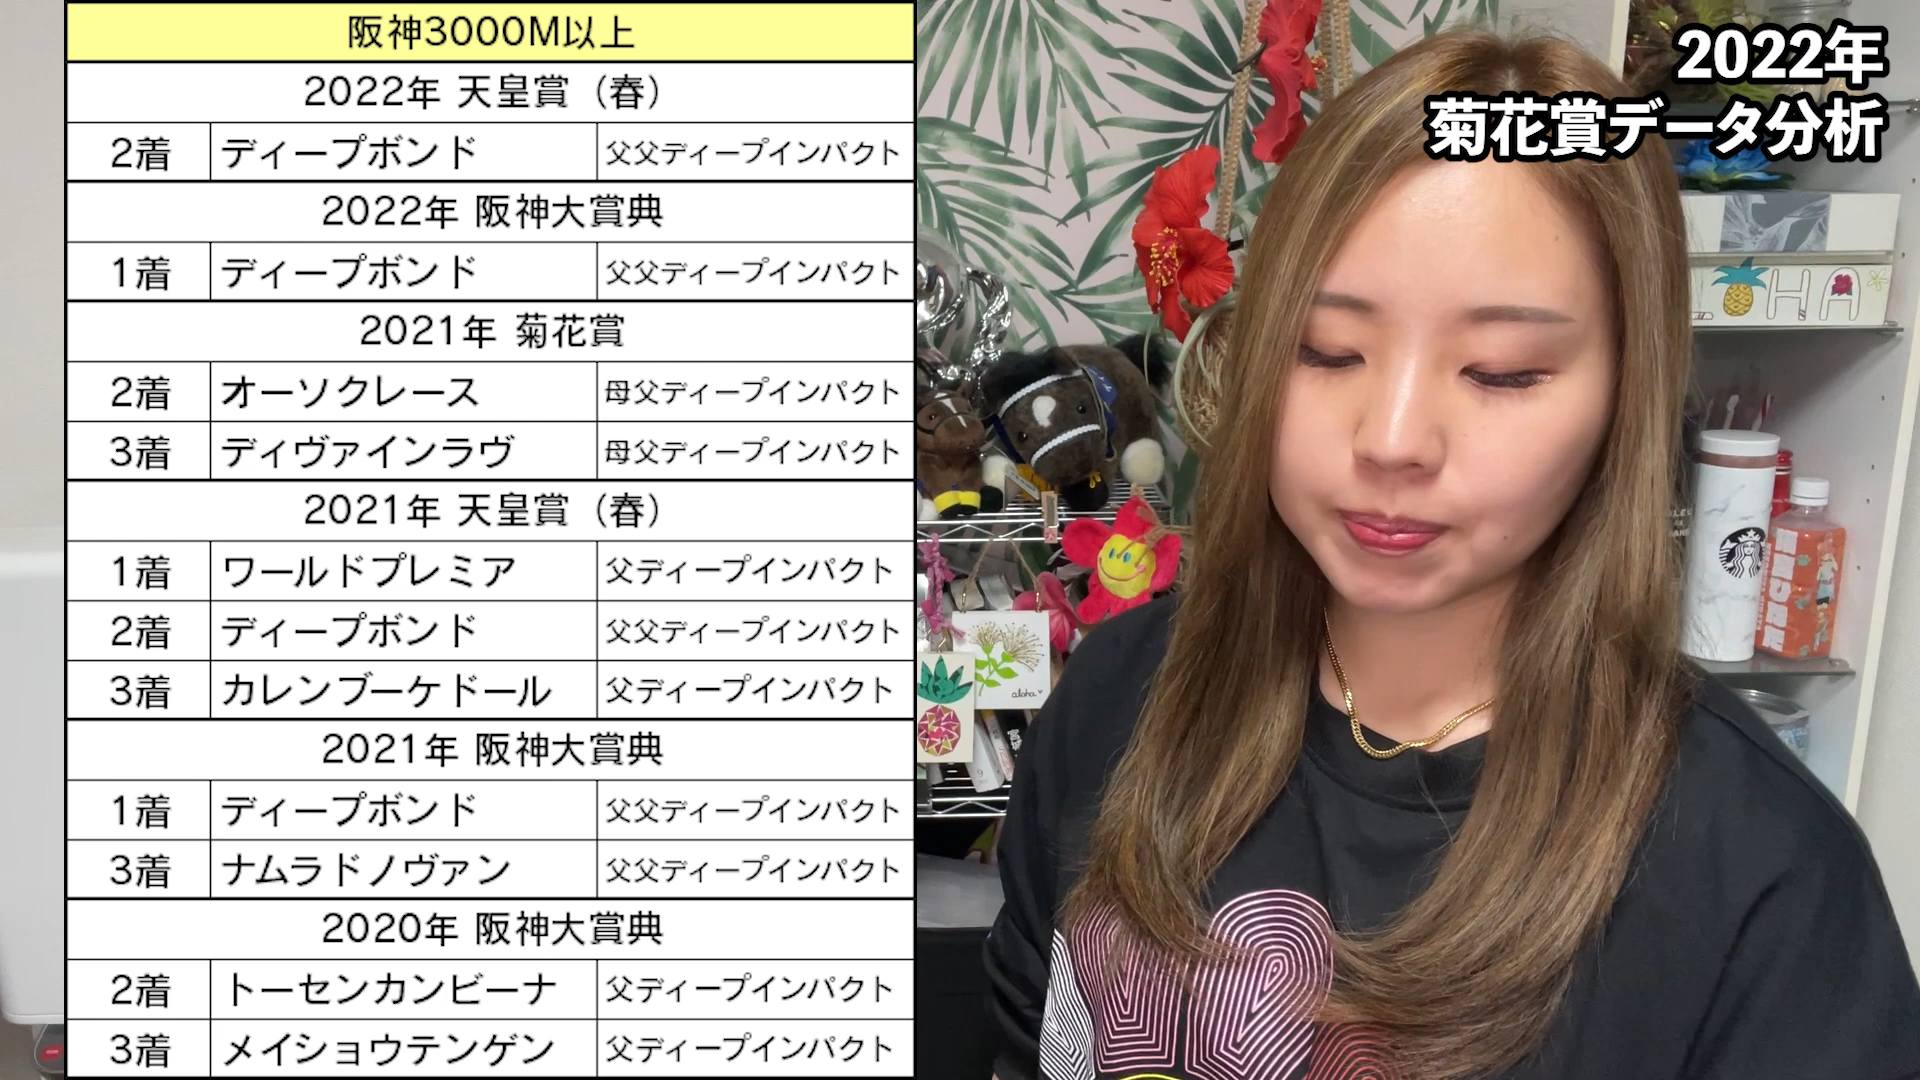 阪神3000M以上
2022年 天皇賞（春）
2着 ディープボンド 父父ディープインパクト
2022年 阪神大賞典
1着 ディープボンド 父父ディープインパクト
2021年 菊花賞
2着 オーソクレース 母父ディープインパクト
3着 ディヴァインラヴ 母父ディープインパクト
2021年 天皇賞（春）
1着 ワールドプレミア 父ディープインパクト
2着 ディープボンド 父父ディープインパクト
3着 カレンブーケドール 父ディープインパクト
2021年 阪神大賞典
1着 ディープボンド 父父ディープインパクト
3着 ナムラドノヴァン 父父ディープインパクト
2020年 阪神大賞典
2着 トーセンカンビーナ 父ディープインパクト
3着 メイショウテンゲン 父ディープインパクト
2022年
菊花賞データ分析
LOHA
aloha